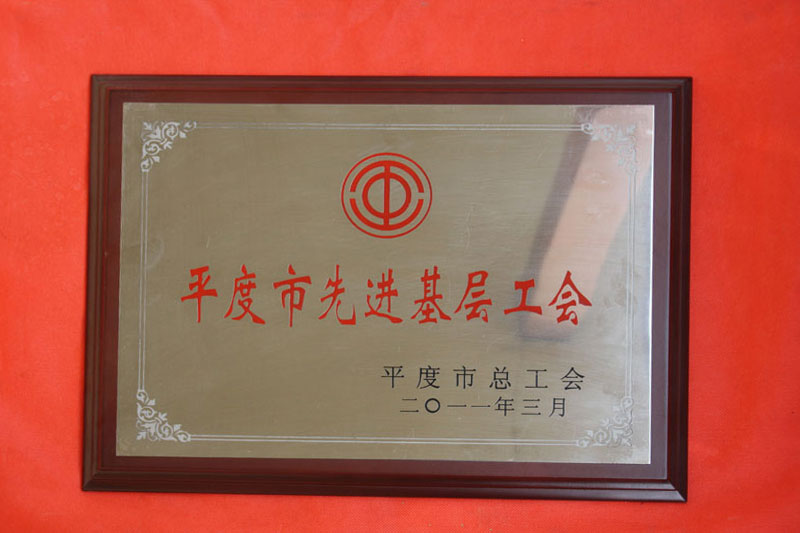 平度市先进基层工会
平度市总工会
二〇一一年三月